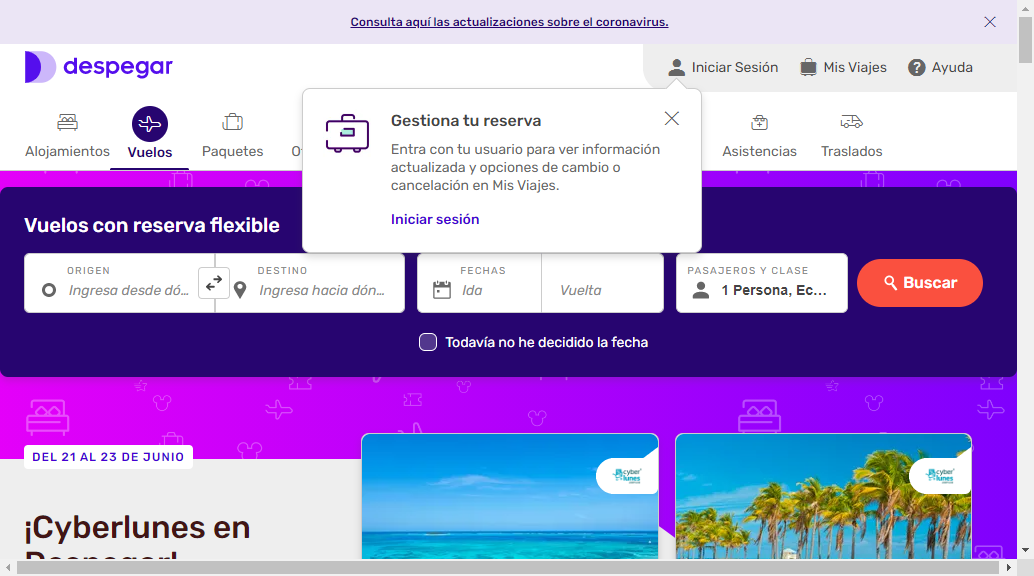 Consulta aquí las actualizaciones sobre el coronavirus.
despegar
Iniciar Sesión
Mis Viajes
Ayuda
Alojamientos
Vuelos
Paquetes
Asistencias
Traslados
Gestiona tu reserva
Entra con tu usuario para ver información
actualizada y opciones de cambio o
cancelación en Mis Viajes.
Iniciar sesión
Vuelos con reserva flexible
ORIGEN
Ingresa desde dó...
DESTINO
Ingresa hacia dón...
FECHAS
Ida
Vuelta
PASAJEROS Y CLASE
1 Persona, Ec...
Buscar
Todavía no he decidido la fecha
DEL 21 AL 23 DE JUNIO
cyber
lunes
cyber
lunes
¡Cyberlunes en
Despegar!